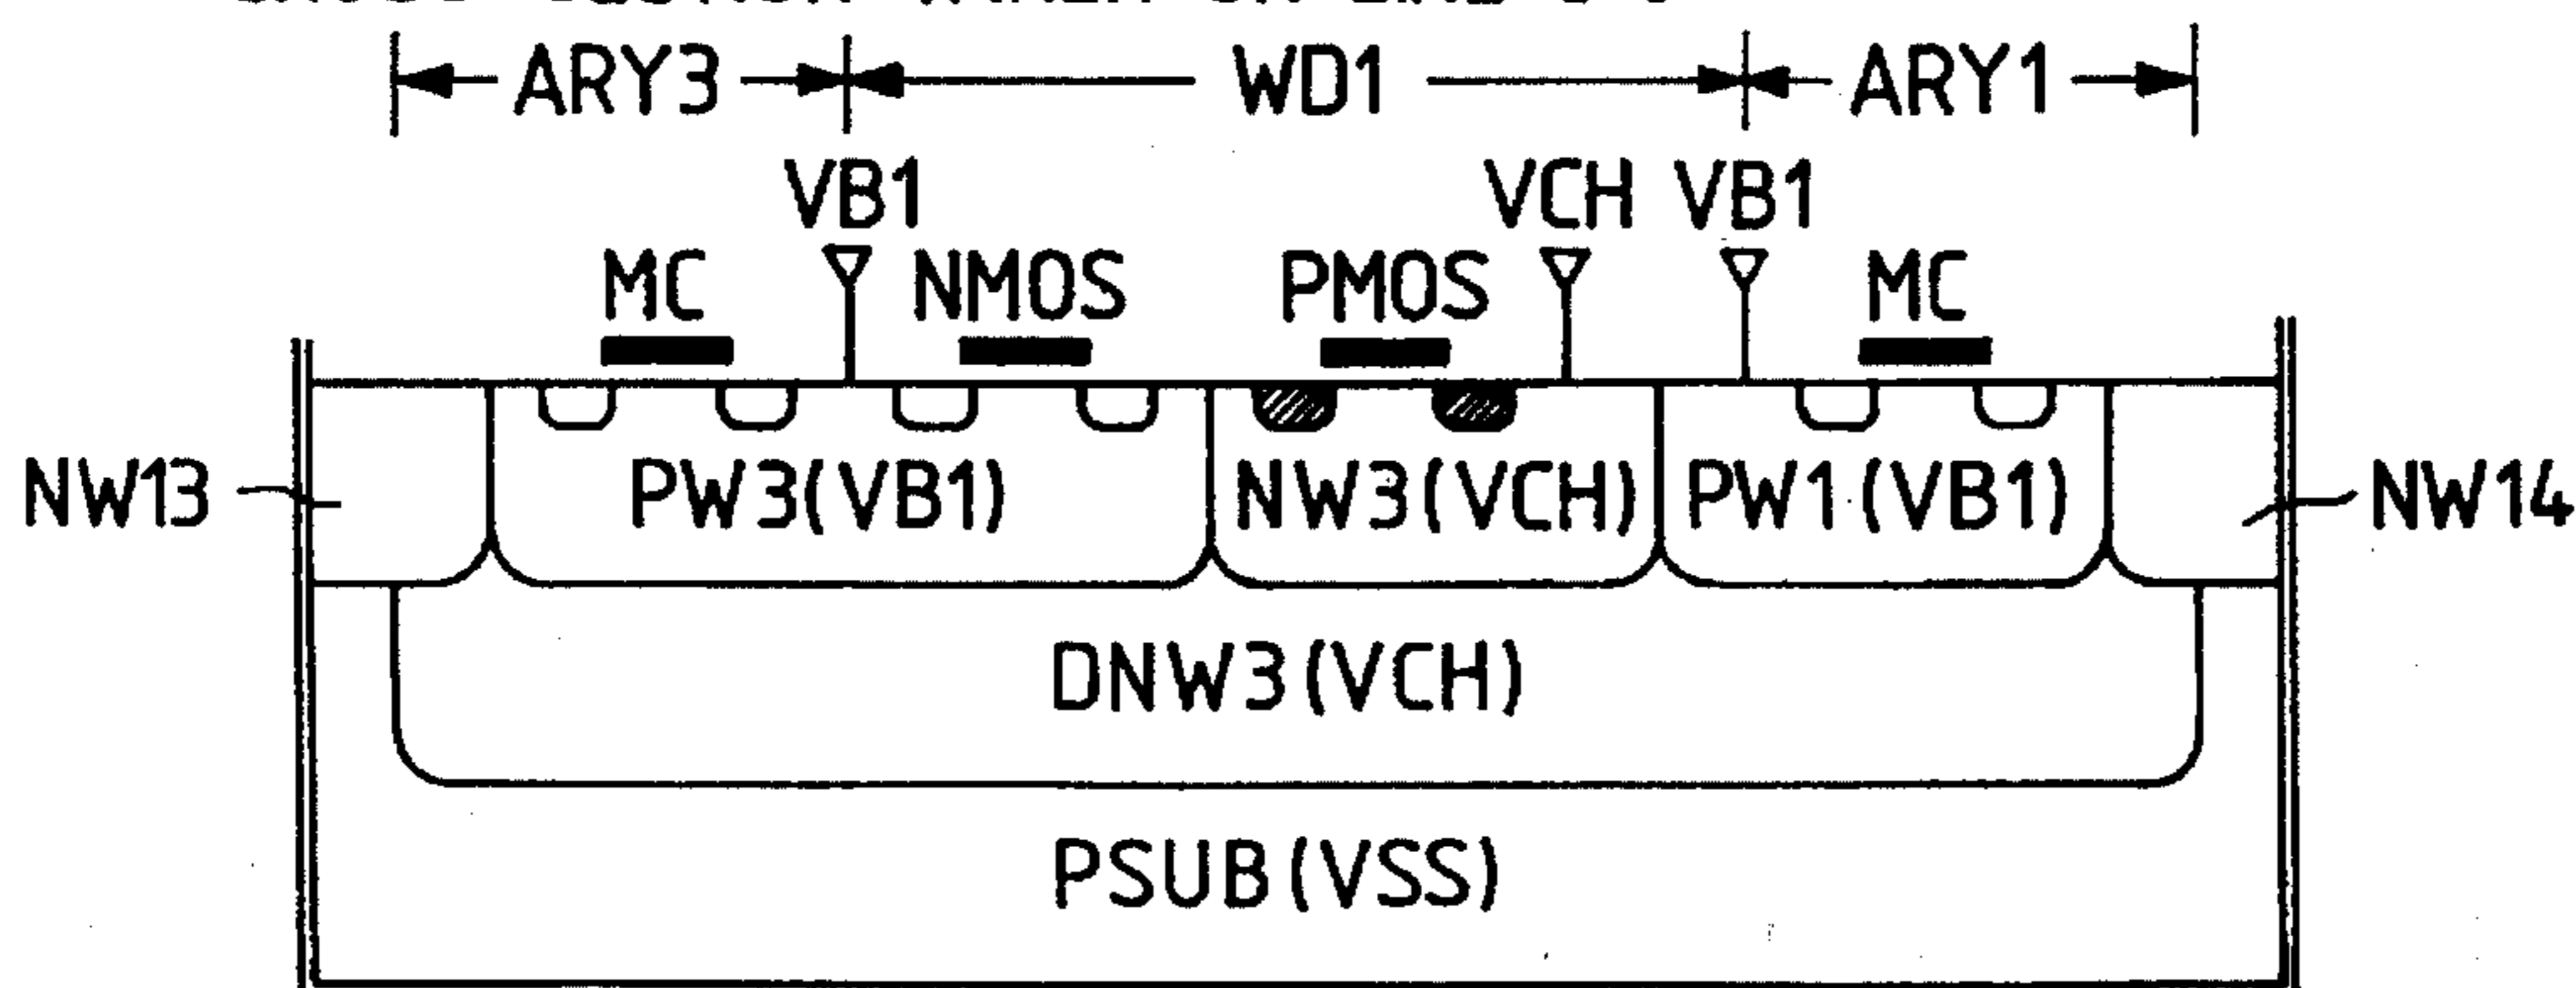 ARY3 WD1 ARY1
VB1 VCH VB1
MC NMOS PMOS MC
NW13 PW3(VB1) NW3(VCH) PW1(VB1) NW14
DNW3(VCH)
PSUB(VSS)